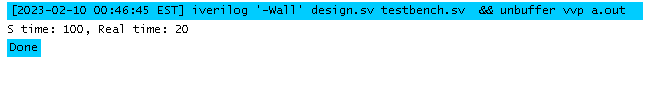 [2023-02-10 00:46:45 EST] iverilog '-Wall' design.sv testbench.sv  && unbuffer vvp a.out
S time: 100, Real time: 20
Done